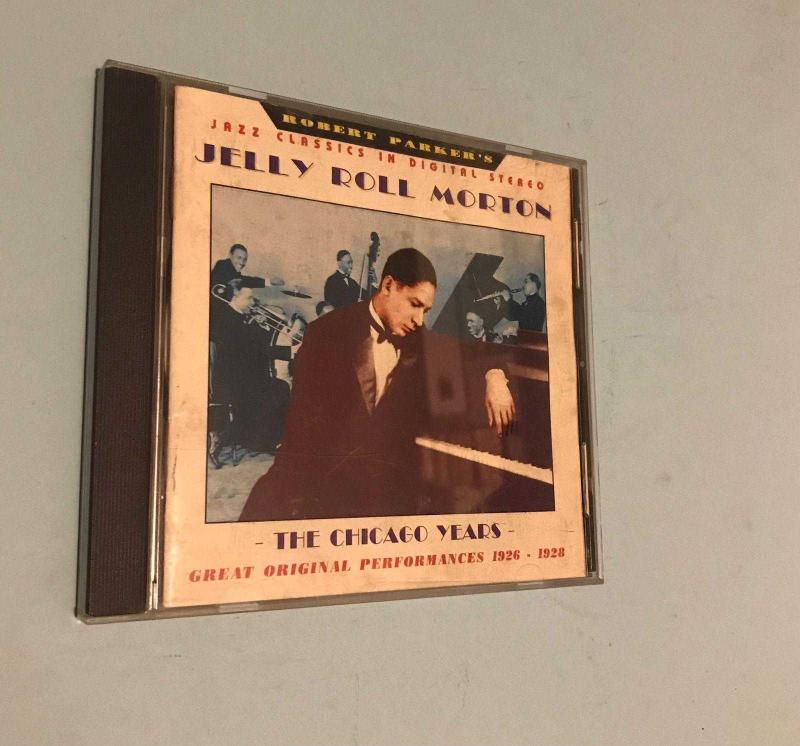 ROBERT PARKER'S
JAZZ CLASSICS IN DIGITAL STEREO
JELLY ROLL MORTON
- THE CHICAGO YEARS -
GREAT ORIGINAL PERFORMANCES 1926 - 1928